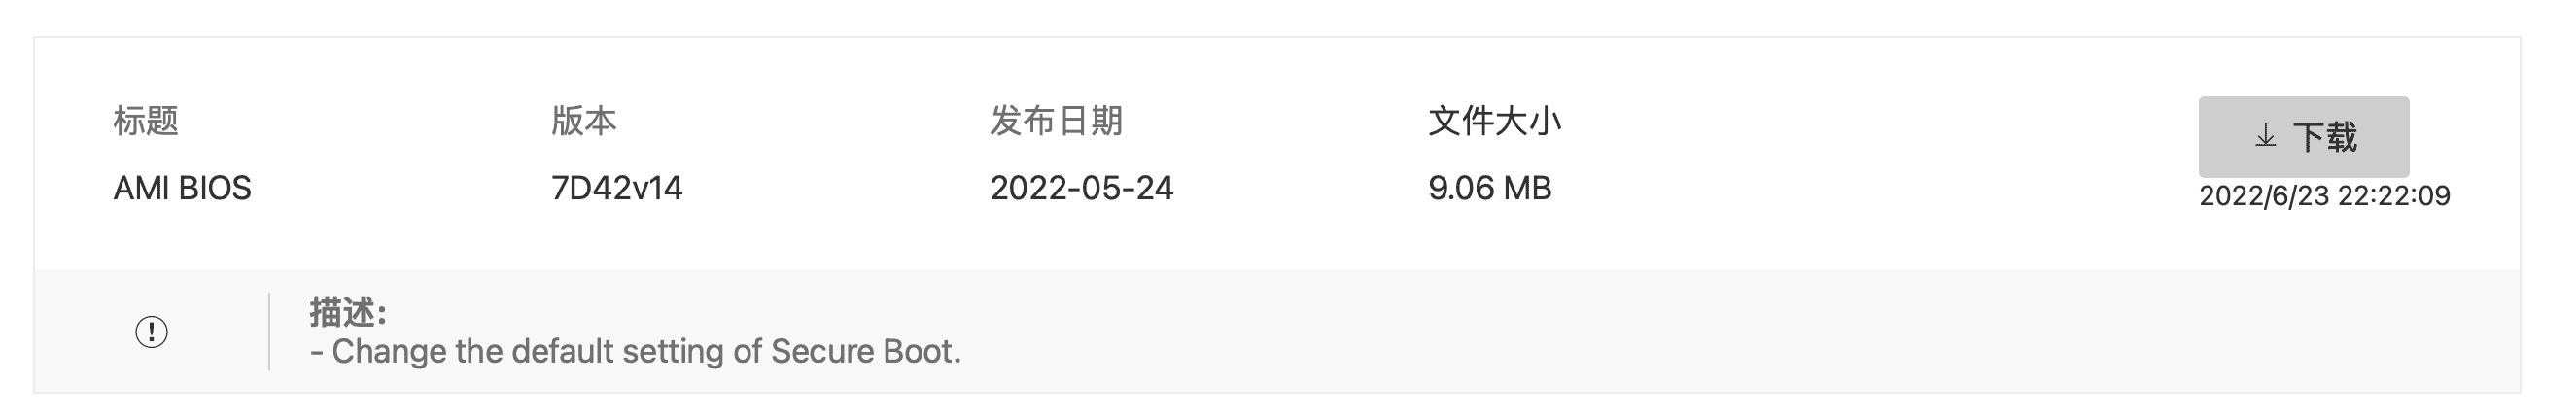 标题
AMI BIOS
版本
7D42v14
发布日期
2022-05-24
文件大小
9.06 MB
下载
2022/6/23 22:22:09
描述:
- Change the default setting of Secure Boot.